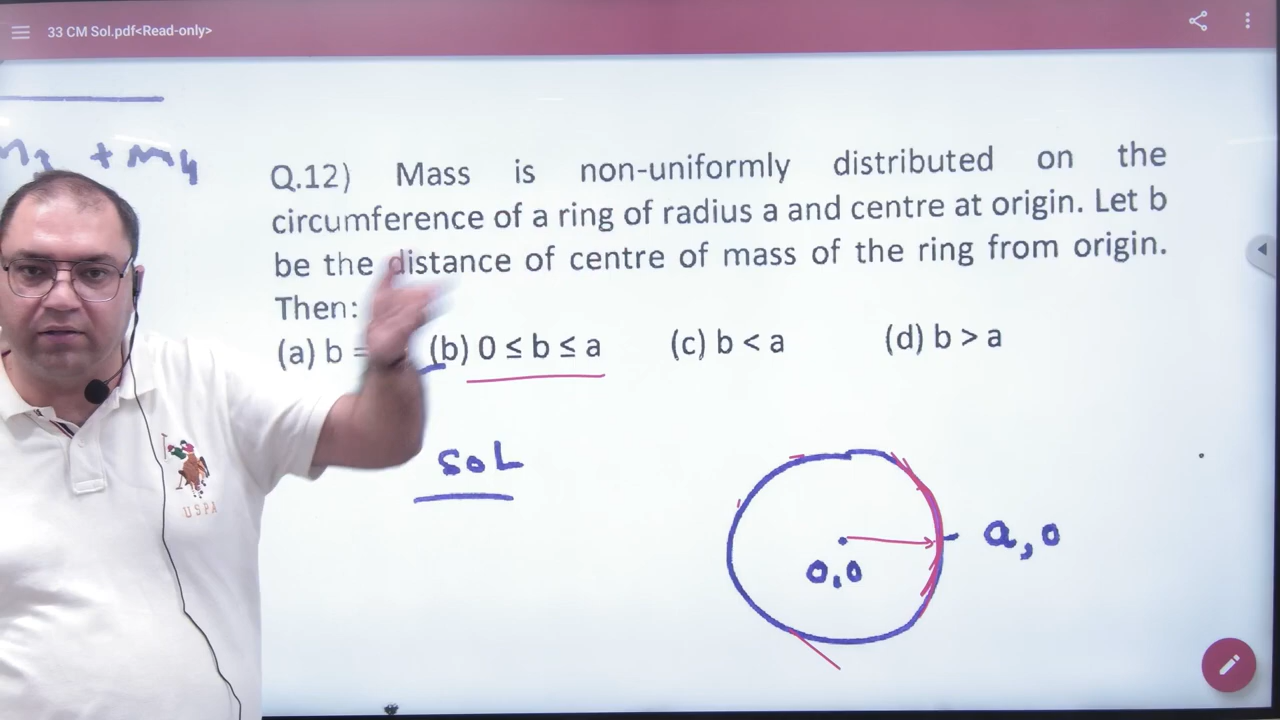 33 CM Sol.pdf<Read-only>
+ m4
Q.12) Mass is non-uniformly distributed on the
circumference of a ring of radius a and centre at origin. Let b
be the distance of centre of mass of the ring from origin.
Then:
(a) b = (b) 0 ≤ b ≤ a (c) b < a (d) b > a
SOL
a,0
0,0
USPA